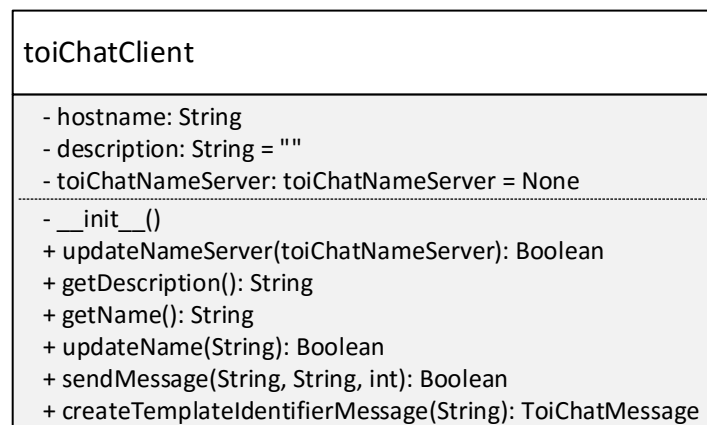 toiChatClient
- hostname: String
- description: String = ""
- toiChatNameServer: toiChatNameServer = None
- __init__()
+ updateNameServer(toiChatNameServer): Boolean
+ getDescription(): String
+ getName(): String
+ updateName(String): Boolean
+ sendMessage(String, String, int): Boolean
+ createTemplateIdentifierMessage(String): ToiChatMessage